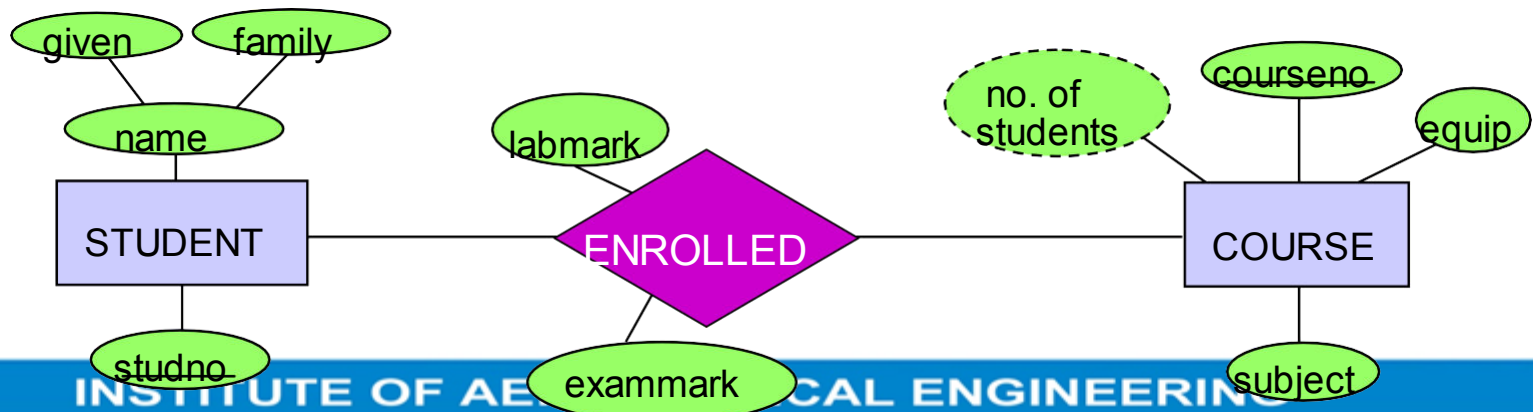 given
family
name
STUDENT
studno
labmark
ENROLLED
exammark
no. of
students
courseno
equip
COURSE
subject
INSTITUTE OF AE CAL ENGINEERING